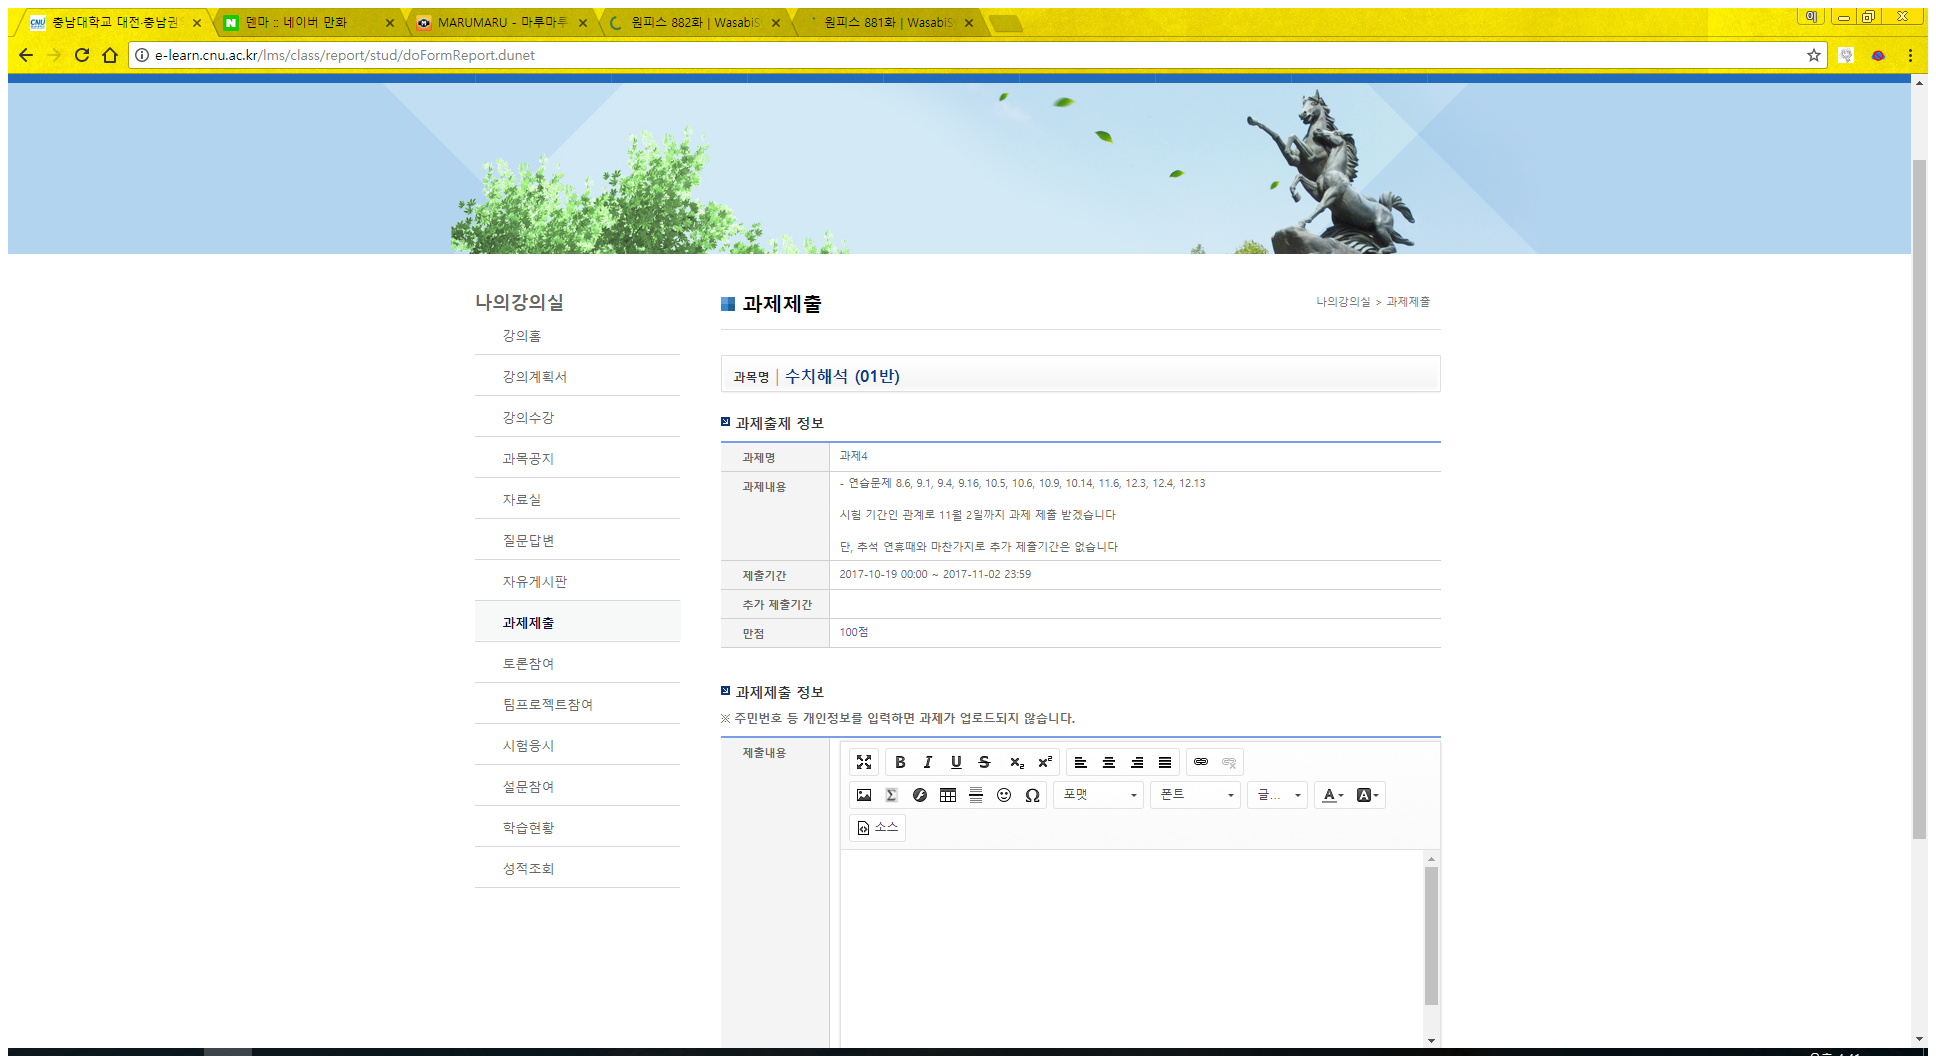 충남대학교 대전·충남권
덴마 :: 네이버 만화
MARUMARU - 마루마루
원피스 882화 | WasabiS
원피스 881화 | WasabiS
e-learn.cnu.ac.kr/lms/class/report/stud/doFormReport.dunet
나의강의실
강의홈
강의계획서
강의수강
과목공지
자료실
질문답변
자유게시판
과제제출
토론참여
팀프로젝트참여
시험응시
설문참여
학습현황
성적조회
과제제출
나의강의실 > 과제제출
과목명 | 수치해석 (01반)
과제출제 정보
과제명 과제4
과제내용 - 연습문제 8.6, 9.1, 9.4, 9.16, 10.5, 10.6, 10.9, 10.14, 11.6, 12.3, 12.4, 12.13
시험 기간인 관계로 11월 2일까지 과제 제출 받겠습니다
단, 추석 연휴때와 마찬가지로 추가 제출기간은 없습니다
제출기간 2017-10-19 00:00 ~ 2017-11-02 23:59
추가 제출기간
만점 100점
과제제출 정보
※ 주민번호 등 개인정보를 입력하면 과제가 업로드되지 않습니다.
제출내용
포맷 폰트 글...
소스